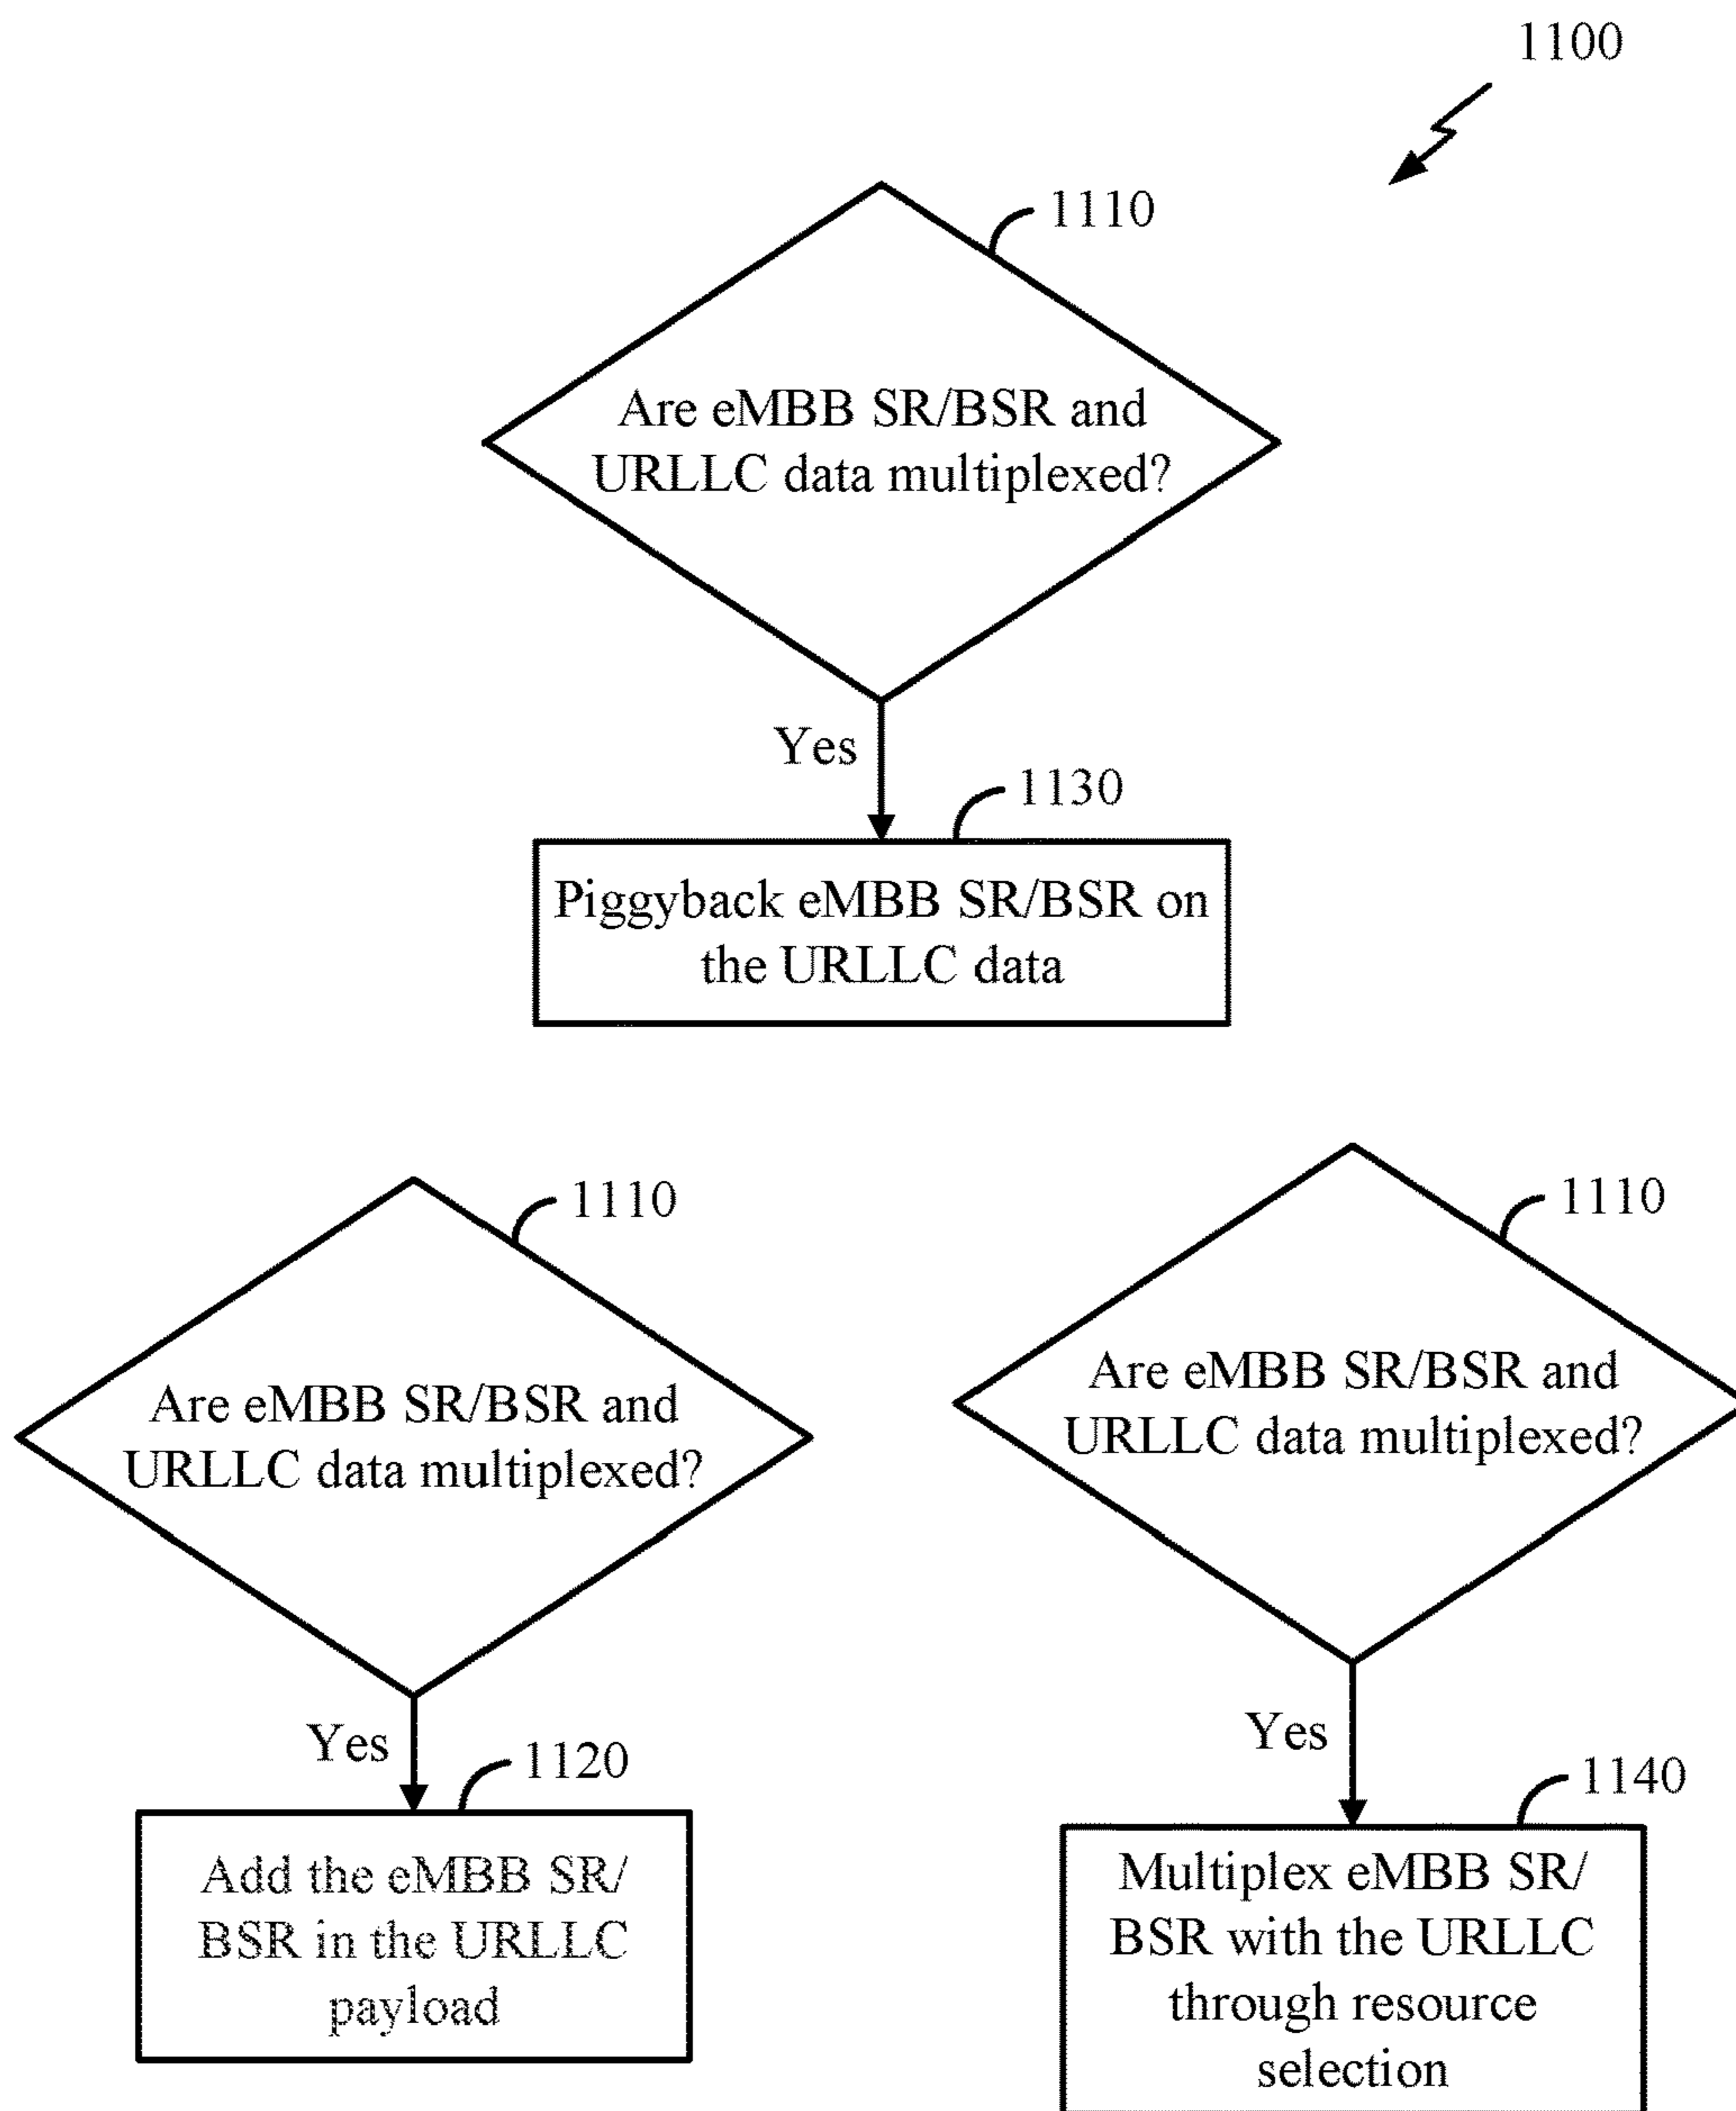 1100
1110
Are eMBB SR/BSR and
URLLC data multiplexed?
Yes
1130
Piggyback eMBB SR/BSR on
the URLLC data
1110
Are eMBB SR/BSR and
URLLC data multiplexed?
Yes
1120
Add the eMBB SR/
BSR in the URLLC
payload
1110
Are eMBB SR/BSR and
URLLC data multiplexed?
Yes
1140
Multiplex eMBB SR/
BSR with the URLLC
through resource
selection